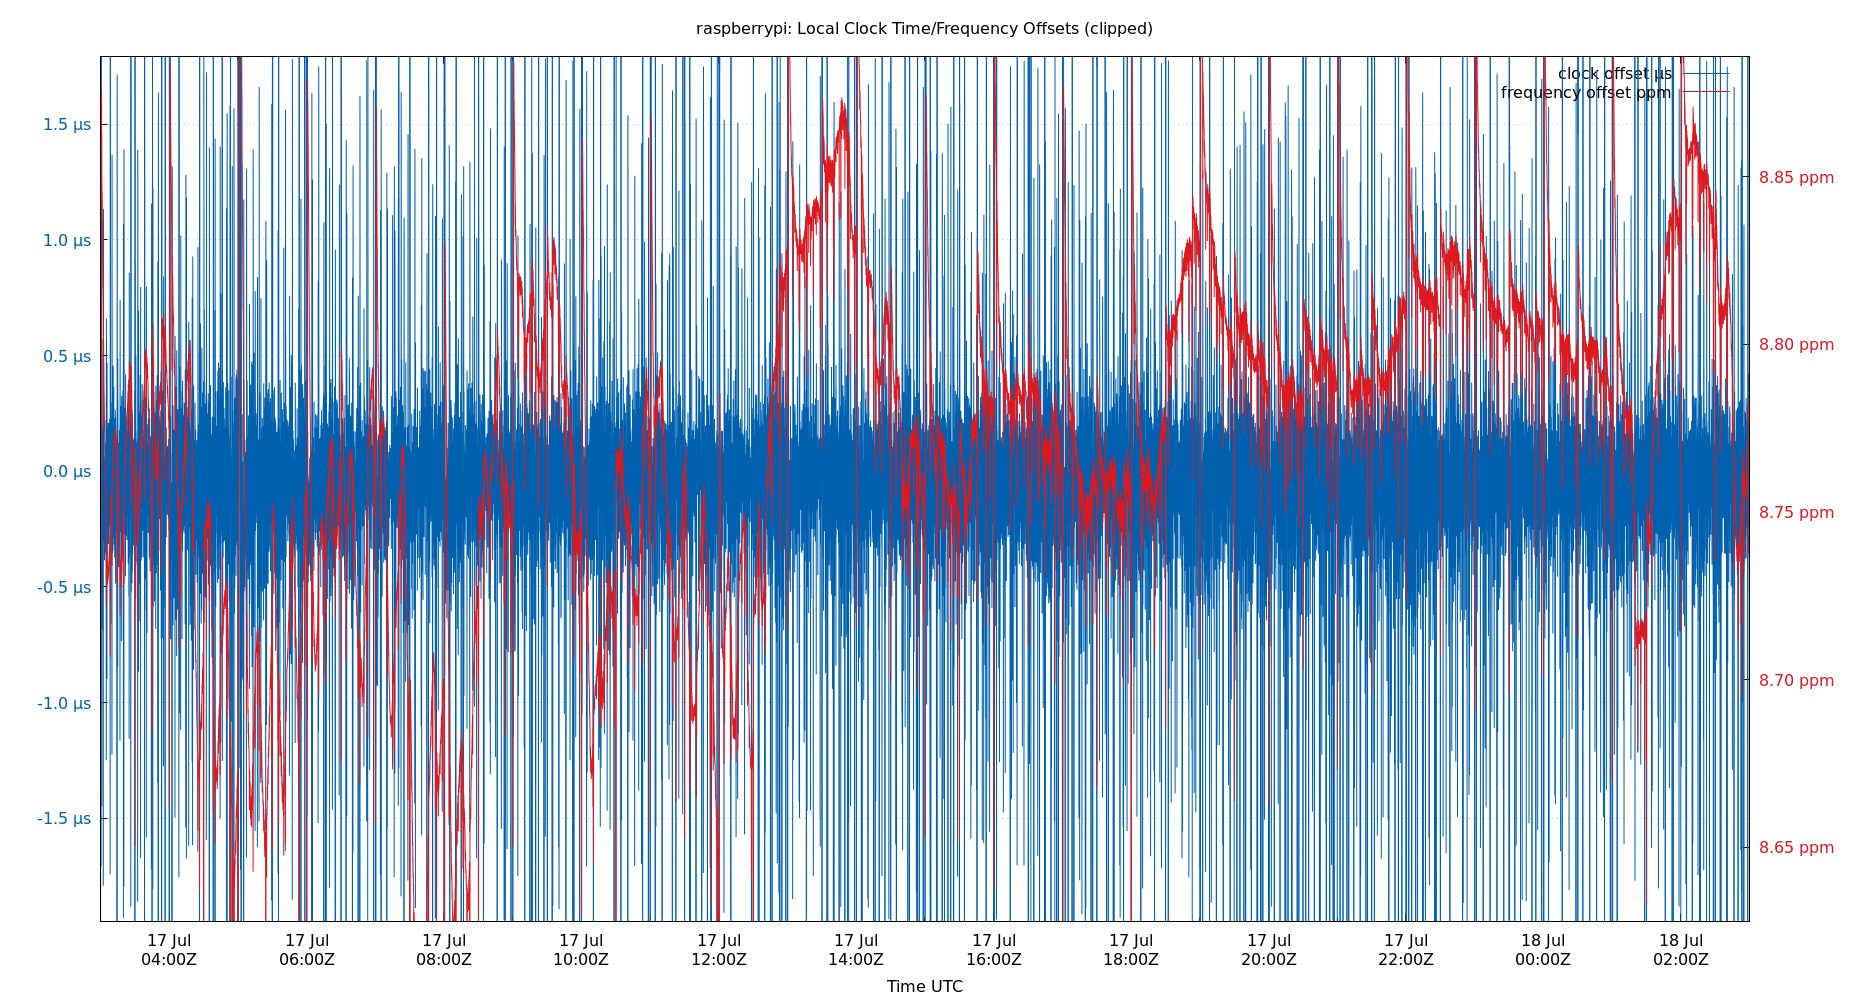 raspberrypi: Local Clock Time/Frequency Offsets (clipped)
clock offset µs
frequency offset ppm
1.5 µs
1.0 µs
0.5 µs
0.0 µs
-0.5 µs
-1.0 µs
-1.5 µs
8.85 ppm
8.80 ppm
8.75 ppm
8.70 ppm
8.65 ppm
17 Jul 17 Jul 17 Jul 17 Jul 17 Jul 17 Jul 17 Jul 17 Jul 17 Jul 17 Jul 18 Jul 18 Jul
04:00Z 06:00Z 08:00Z 10:00Z 12:00Z 14:00Z 16:00Z 18:00Z 20:00Z 22:00Z 00:00Z 02:00Z
Time UTC